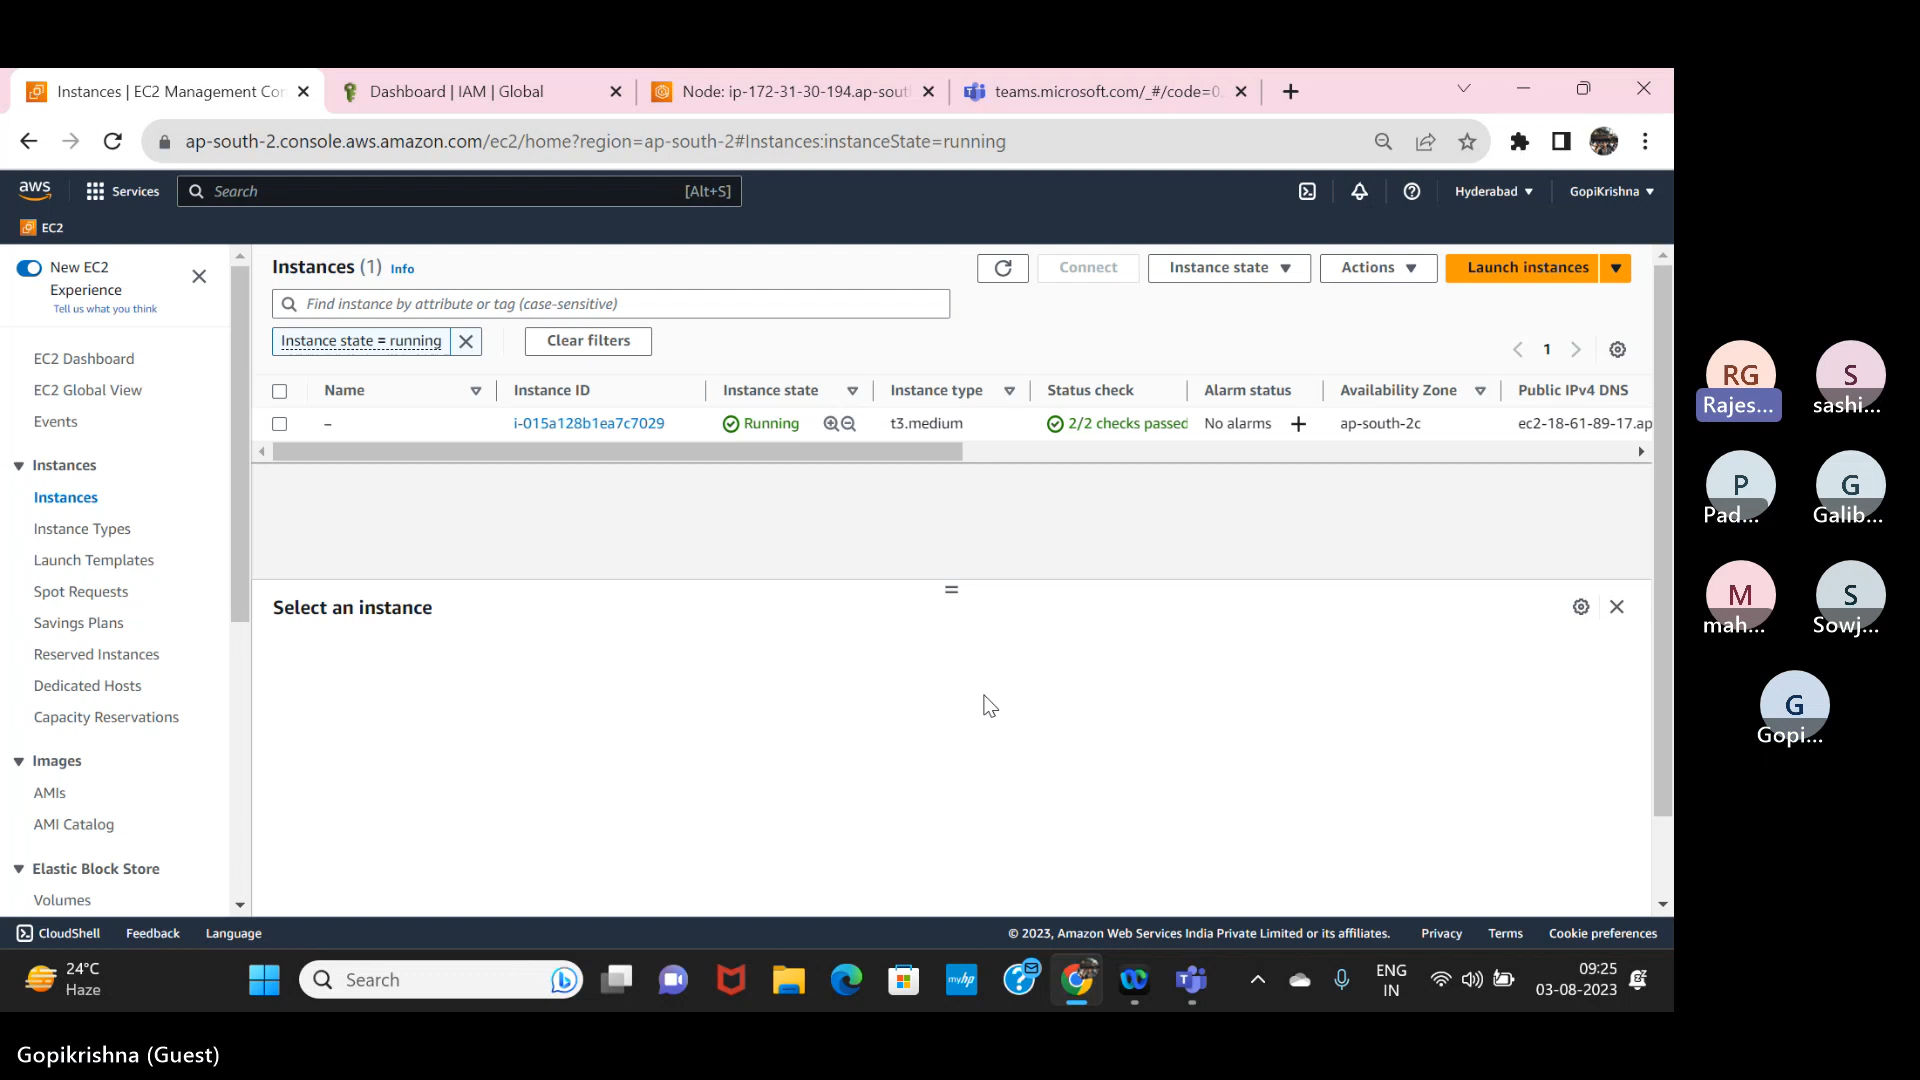 Instances | EC2 Management Con
Dashboard | IAM | Global
Node: ip-172-31-30-194.ap-sout
teams.microsoft.com/_#/code=0.
ap-south-2.console.aws.amazon.com/ec2/home?region=ap-south-2#Instances:instanceState=running
aws
Services
Search
[Alt+S]
Hyderabad
GopiKrishna
EC2
New EC2
Experience
Tell us what you think
EC2 Dashboard
EC2 Global View
Events
Instances
Instances
Instance Types
Launch Templates
Spot Requests
Savings Plans
Reserved Instances
Dedicated Hosts
Capacity Reservations
Images
AMIs
AMI Catalog
Elastic Block Store
Volumes
Instances (1) Info
Connect
Instance state
Actions
Launch instances
Find instance by attribute or tag (case-sensitive)
Instance state = running
Clear filters
1
Name Instance ID Instance state Instance type Status check Alarm status Availability Zone Public IPv4 DNS
– i-015a128b1ea7c7029 Running t3.medium 2/2 checks passed No alarms + ap-south-2c ec2-18-61-89-17.ap
Select an instance
CloudShell Feedback Language © 2023, Amazon Web Services India Private Limited or its affiliates. Privacy Terms Cookie preferences
24°C
Haze
Search
myhp
ENG
IN
09:25
03-08-2023
RG
Rajes...
S
sashi...
P
Pad...
G
Galib...
M
mah...
S
Sowj...
G
Gopi...
Gopikrishna (Guest)